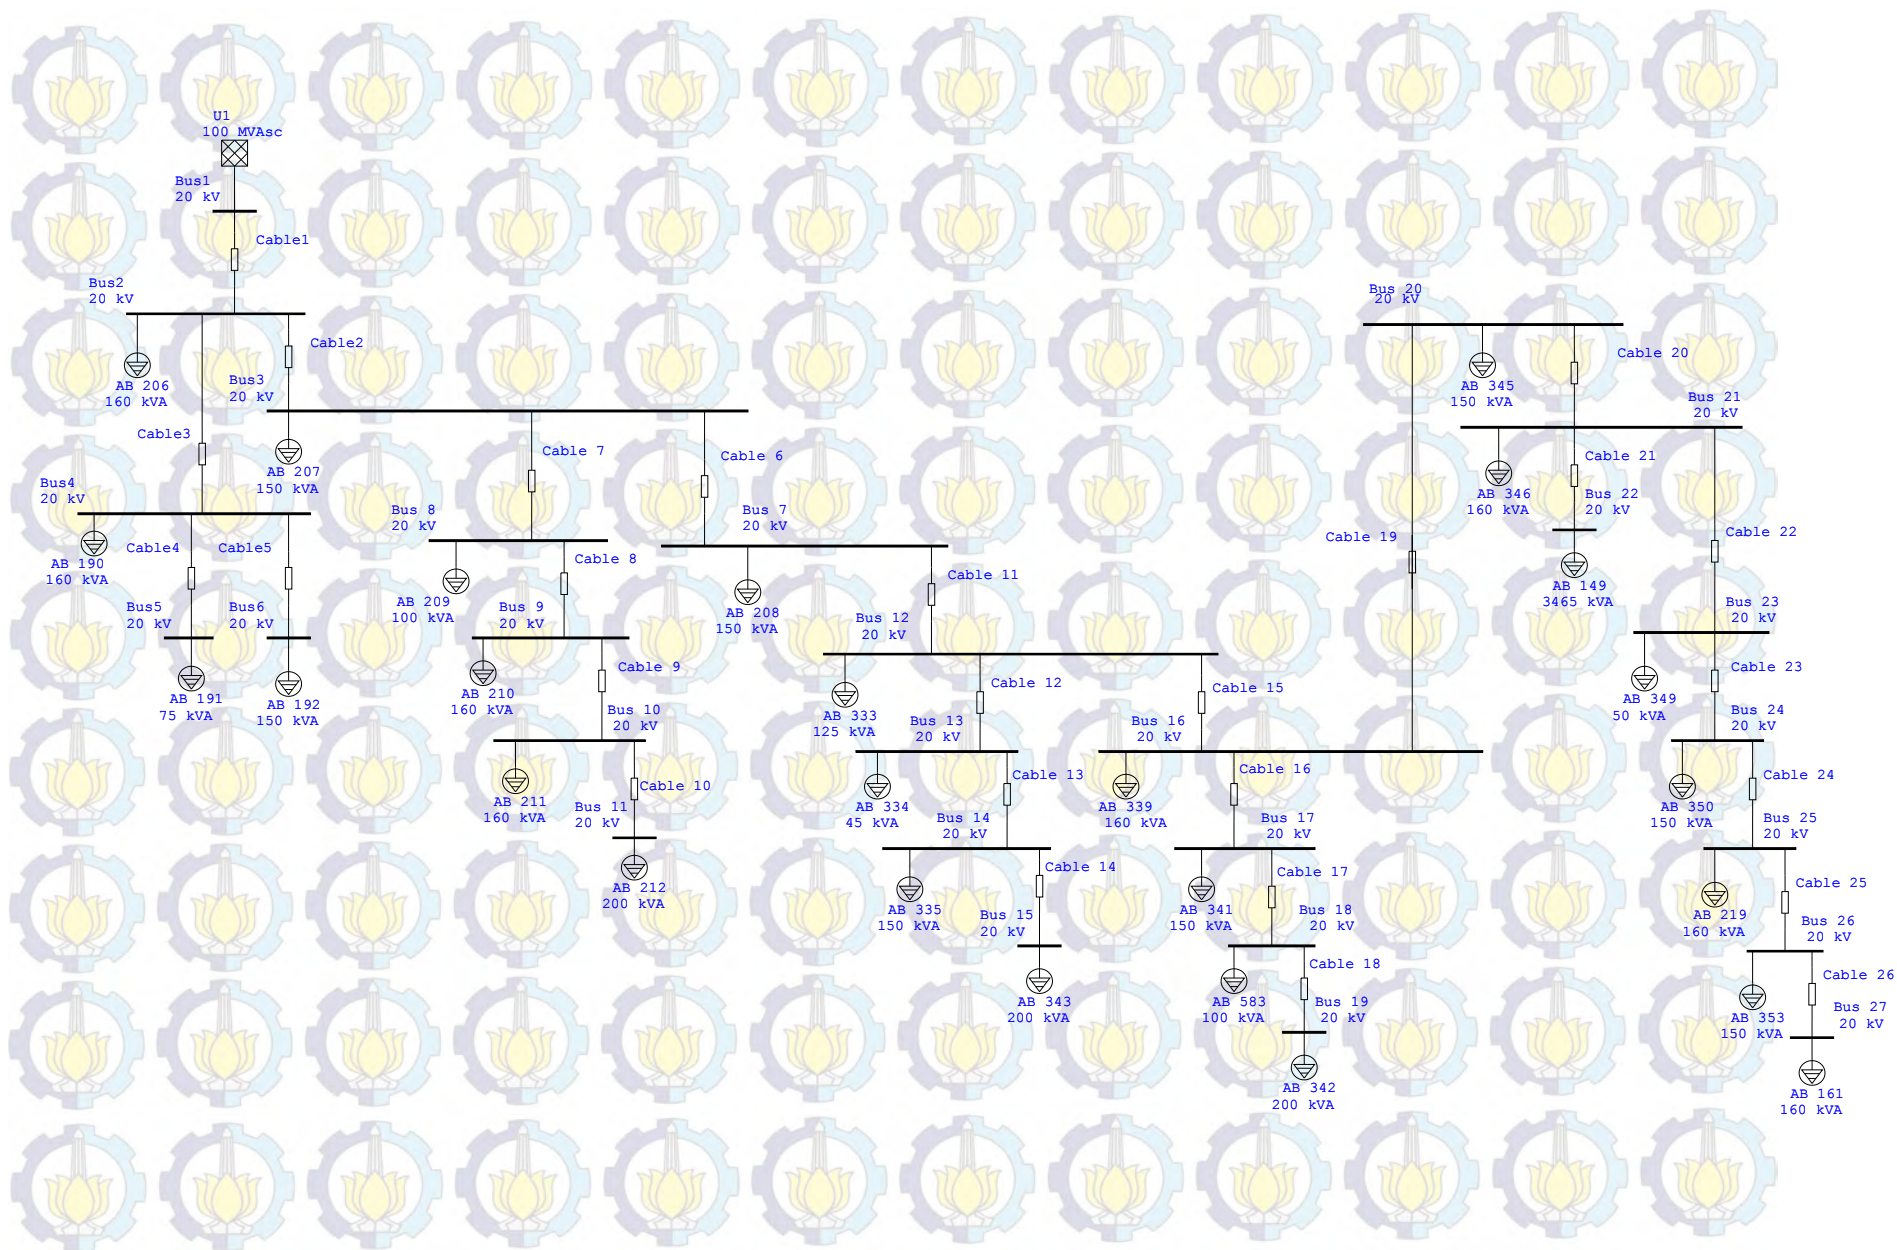 U1
100 MVAsc
Bus1
20 kV
Cable1
Bus2
20 kV
Cable2
AB 206
160 kVA
Bus3
20 kV
Cable3
AB 207
150 kVA
Bus4
20 kV
AB 190
160 kVA
Cable4
Cable5
Bus5
20 kV
Bus6
20 kV
AB 191
75 kVA
AB 192
150 kVA
Cable 7
Cable 6
Bus 8
20 kV
Bus 7
20 kV
Cable 8
AB 209
100 kVA
Bus 9
20 kV
AB 210
160 kVA
Cable 9
Bus 10
20 kV
AB 211
160 kVA
Cable 10
Bus 11
20 kV
AB 212
200 kVA
AB 208
150 kVA
Cable 11
Bus 12
20 kV
AB 333
125 kVA
Cable 12
Cable 15
Bus 13
20 kV
AB 334
45 kVA
Cable 13
Bus 14
20 kV
AB 335
150 kVA
Cable 14
Bus 15
20 kV
AB 343
200 kVA
Bus 16
20 kV
AB 339
160 kVA
Cable 16
Bus 17
20 kV
AB 341
150 kVA
Cable 17
Bus 18
20 kV
AB 583
100 kVA
Cable 18
Bus 19
20 kV
AB 342
200 kVA
Cable 19
Bus 20
20 kV
AB 345
150 kVA
Cable 20
Bus 21
20 kV
AB 346
160 kVA
Cable 21
Bus 22
20 kV
AB 149
3465 kVA
Cable 22
Bus 23
20 kV
AB 349
50 kVA
Cable 23
Bus 24
20 kV
AB 350
150 kVA
Cable 24
Bus 25
20 kV
AB 219
160 kVA
Cable 25
Bus 26
20 kV
AB 353
150 kVA
Cable 26
Bus 27
20 kV
AB 161
160 kVA